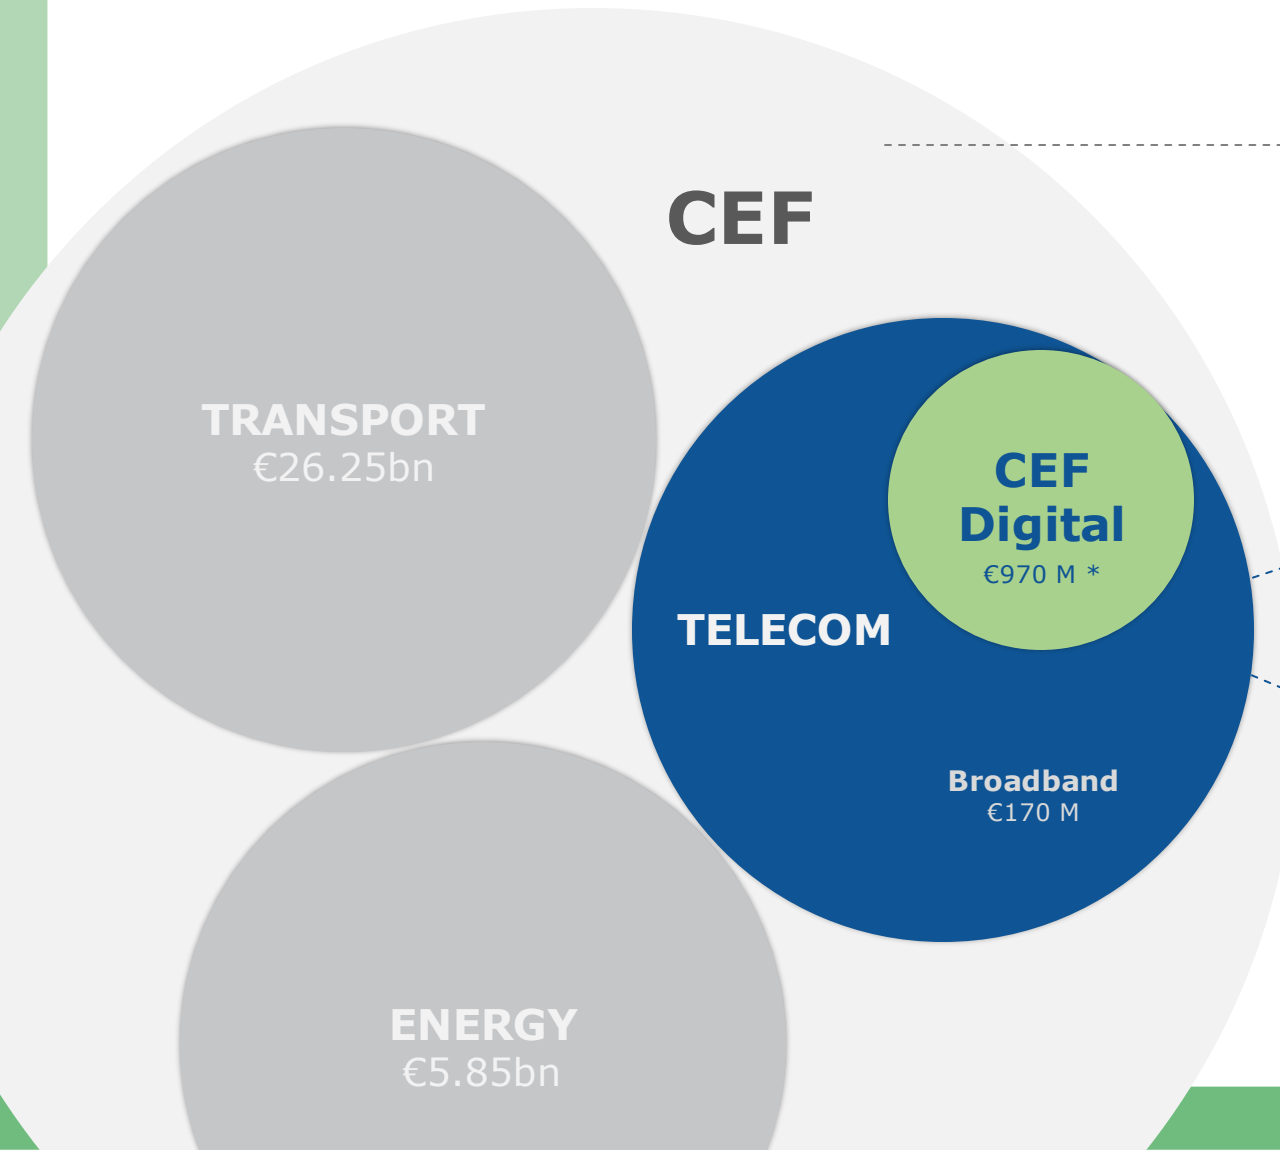 CEF
TRANSPORT
€26.25bn
CEF
Digital
€970 M *
TELECOM
Broadband
€170 M
ENERGY
€5.85bn